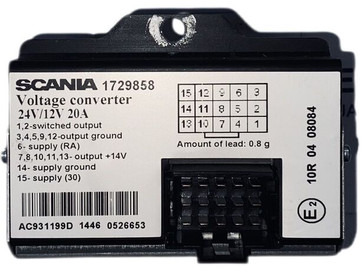 SCANIA 1729858
Voltage converter
24V/12V 20A
1,2-switched output
3,4,5,9,12-output ground
6- supply (RA)
7,8,10,11,13- output +14V
14- supply ground
15- supply (30)
15 12 9 6 3
14 11 8 5 2
13 10 7 4 1
Amount of lead: 0.8 g
AC931199D 1446 0526653
E2
10R 04 08084